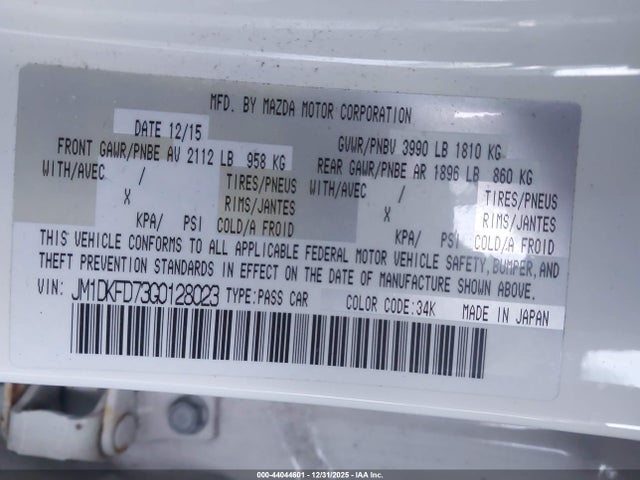 MFD. BY MAZDA MOTOR CORPORATION
DATE 12/15
GVWR/PNBV 3990 LB 1810 KG
FRONT GAWR/PNBE AV 2112 LB 958 KG
REAR GAWR/PNBE AR 1896 LB 860 KG
WITH/AVEC / TIRES/PNEUS
WITH/AVEC / TIRES/PNEUS
X RIMS/JANTES
X RIMS/JANTES
KPA/ PSI COLD/A FROID
KPA/ PSI COLD/A FROID
THIS VEHICLE CONFORMS TO ALL APPLICABLE FEDERAL MOTOR VEHICLE SAFETY, BUMPER, AND
THEFT PREVENTION STANDARDS IN EFFECT ON THE DATE OF MANUFACTURE SHOWN ABOVE.
VIN: JM1DKFD73G0128023 TYPE:PASS CAR COLOR CODE:34K MADE IN JAPAN
000-44044601 - 12/31/2025 - IAA Inc.